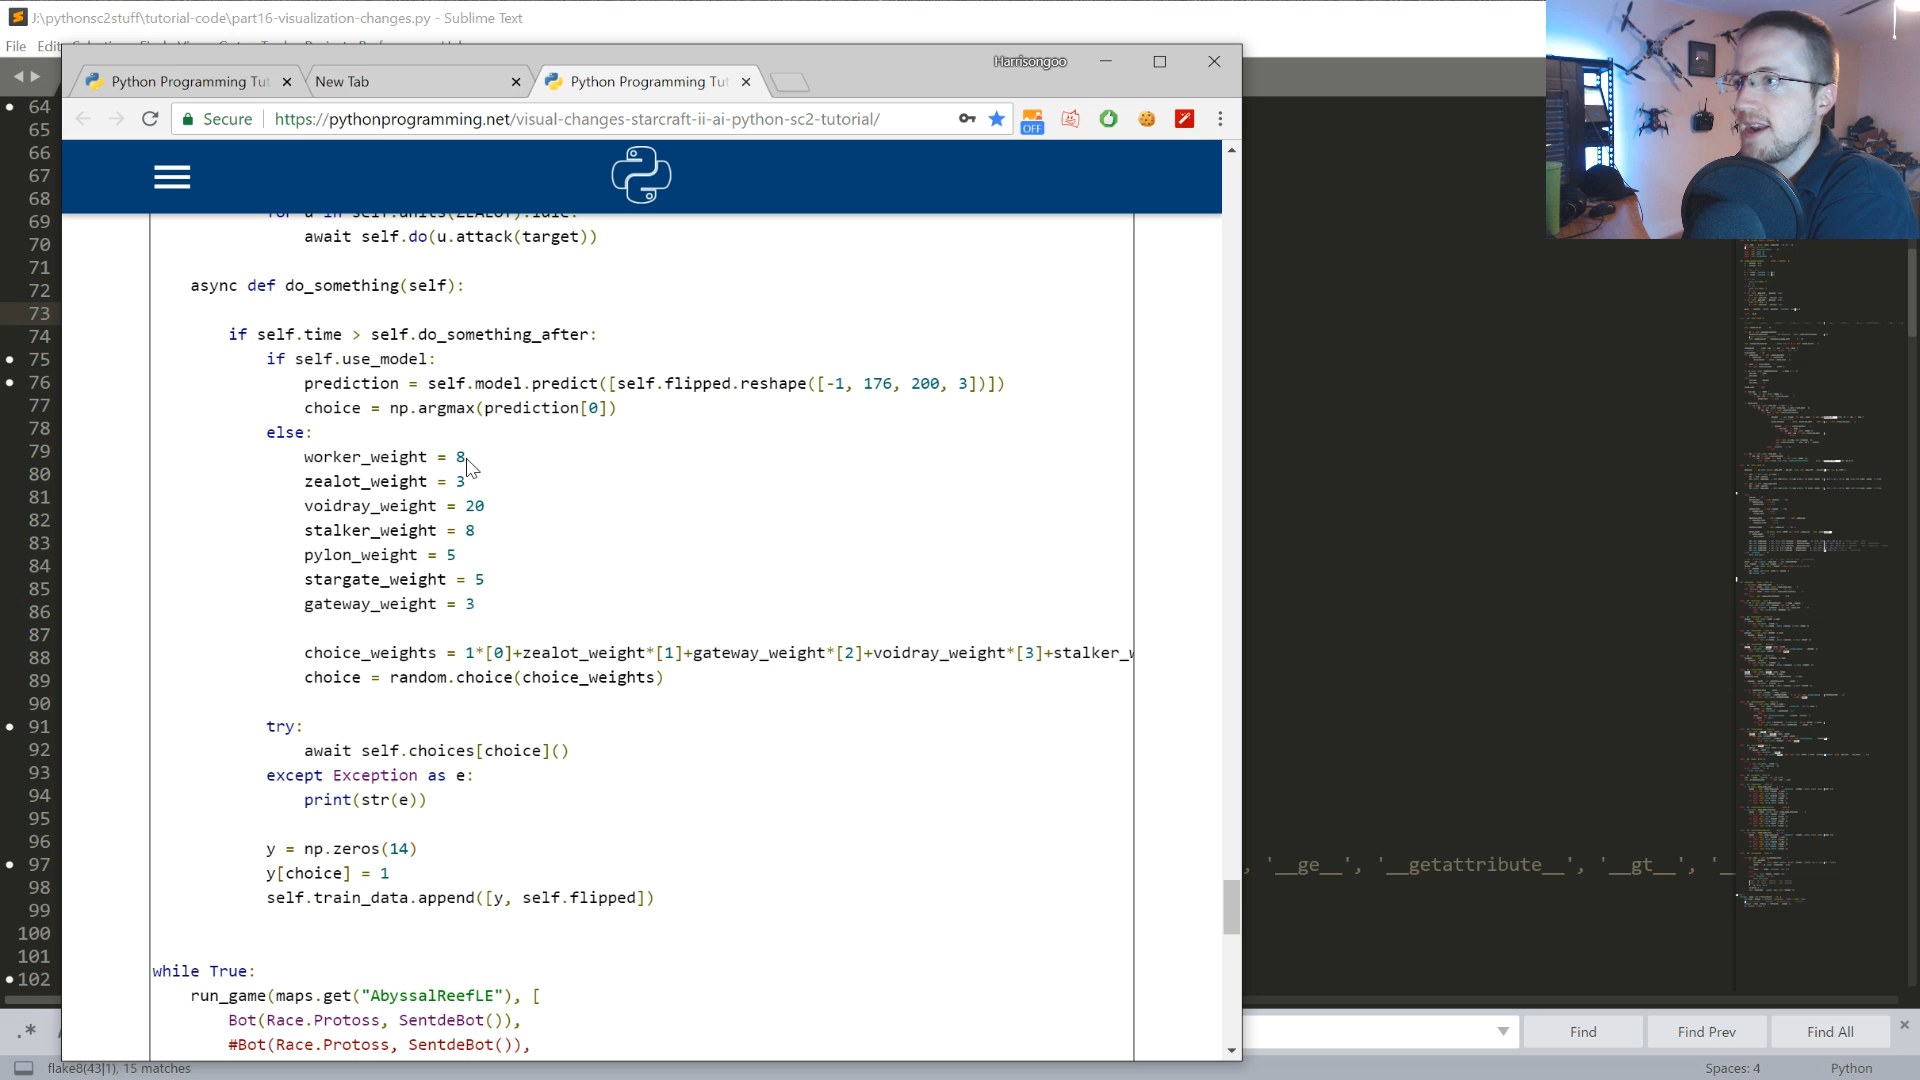 J:\pythonsc2stuff\tutorial-code\part16-visualization-changes.py - Sublime Text
File Edit
Harrisongoo
Python Programming Tut
New Tab
Python Programming Tut
Secure
https://pythonprogramming.net/visual-changes-starcraft-ii-ai-python-sc2-tutorial/
OFF
for u in self.units(ZEALOT).idle:
await self.do(u.attack(target))
async def do_something(self):
if self.time > self.do_something_after:
if self.use_model:
prediction = self.model.predict([self.flipped.reshape([-1, 176, 200, 3])])
choice = np.argmax(prediction[0])
else:
worker_weight = 8
zealot_weight = 3
voidray_weight = 20
stalker_weight = 8
pylon_weight = 5
stargate_weight = 5
gateway_weight = 3
choice_weights = 1*[0]+zealot_weight*[1]+gateway_weight*[2]+voidray_weight*[3]+stalker_w
choice = random.choice(choice_weights)
try:
await self.choices[choice]()
except Exception as e:
print(str(e))
y = np.zeros(14)
y[choice] = 1
self.train_data.append([y, self.flipped])
while True:
run_game(maps.get("AbyssalReefLE"), [
Bot(Race.Protoss, SentdeBot()),
#Bot(Race.Protoss, SentdeBot()),
64
65
66
67
68
69
70
71
72
73
74
75
76
77
78
79
80
81
82
83
84
85
86
87
88
89
90
91
92
93
94
95
96
97
98
99
100
101
102
, '__ge__', '__getattribute__', '__gt__', '__
.*
Find
Find Prev
Find All
flake8(43|1), 15 matches
Spaces: 4
Python